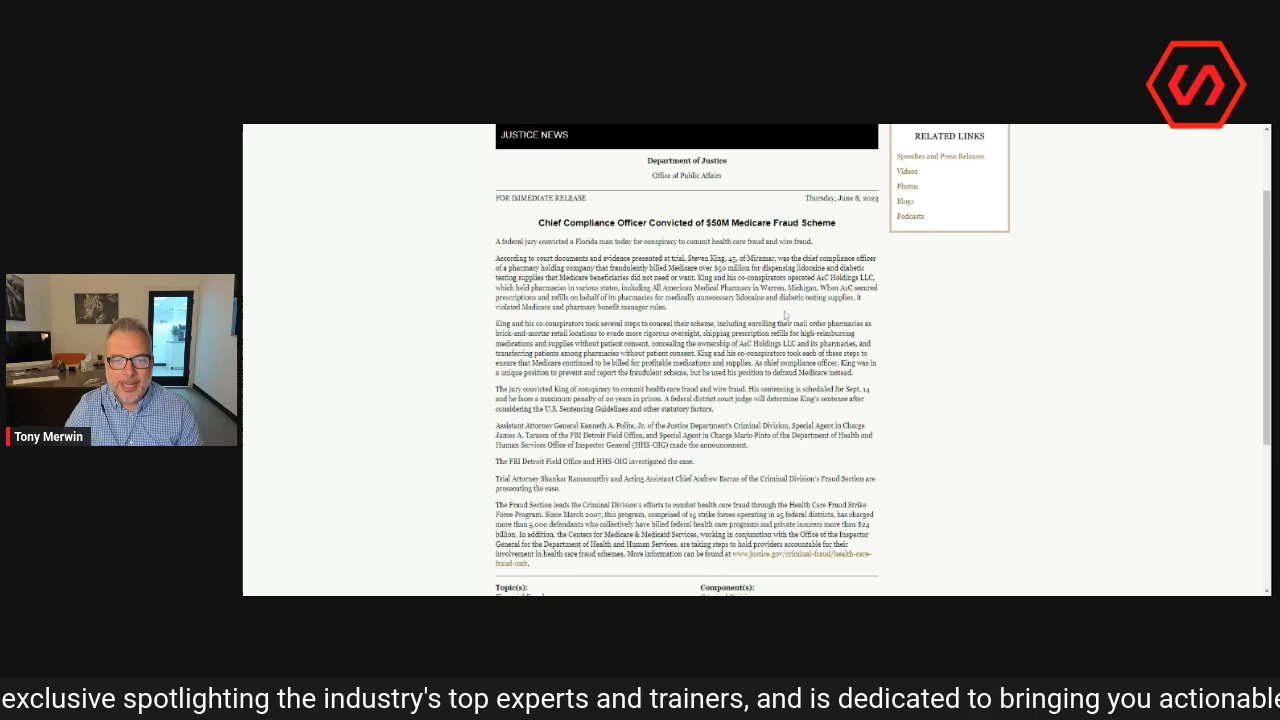 JUSTICE NEWS
Department of Justice
Office of Public Affairs
FOR IMMEDIATE RELEASE
Thursday, June 8, 2023
Chief Compliance Officer Convicted of $50M Medicare Fraud Scheme
A federal jury convicted a Florida man today for conspiracy to commit health care fraud and wire fraud.
According to court documents and evidence presented at trial, Steven King, 45, of Miramar, was the chief compliance officer
of a pharmacy holding company that fraudulently billed Medicare over $50 million for dispensing lidocaine and diabetic
testing supplies that Medicare beneficiaries did not need or want. King and his co-conspirators operated A1C Holdings LLC,
which held pharmacies in various states, including All American Medical Pharmacy in Warren, Michigan. When A1C secured
prescriptions and refills on behalf of its pharmacies for medically unnecessary lidocaine and diabetic testing supplies, it
violated Medicare and pharmacy benefit manager rules.
King and his co-conspirators took several steps to conceal their scheme, including enrolling their mail order pharmacies as
brick-and-mortar retail locations to evade more rigorous oversight, shipping prescription refills for high-reimbursing
medications and supplies without patient consent, concealing the ownership of A1C Holdings LLC and its pharmacies, and
transferring patients among pharmacies without patient consent. King and his co-conspirators took each of these steps to
ensure that Medicare continued to be billed for profitable medications and supplies. As chief compliance officer, King was in
a unique position to prevent and report the fraudulent scheme, but he used his position to defraud Medicare instead.
The jury convicted King of conspiracy to commit health care fraud and wire fraud. His sentencing is scheduled for Sept. 14
and he faces a maximum penalty of 20 years in prison. A federal district court judge will determine King's sentence after
considering the U.S. Sentencing Guidelines and other statutory factors.
Assistant Attorney General Kenneth A. Polite, Jr. of the Justice Department's Criminal Division, Special Agent in Charge
James A. Tarasca of the FBI Detroit Field Office, and Special Agent in Charge Mario Pinto of the Department of Health and
Human Services Office of Inspector General (HHS-OIG) made the announcement.
The FBI Detroit Field Office and HHS-OIG investigated the case.
Trial Attorney Shankar Ramamurthy and Acting Assistant Chief Andrew Barras of the Criminal Division's Fraud Section are
prosecuting the case.
The Fraud Section leads the Criminal Division's efforts to combat health care fraud through the Health Care Fraud Strike
Force Program. Since March 2007, this program, comprised of 15 strike forces operating in 25 federal districts, has charged
more than 5,000 defendants who collectively have billed federal health care programs and private insurers more than $24
billion. In addition, the Centers for Medicare & Medicaid Services, working in conjunction with the Office of the Inspector
General for the Department of Health and Human Services, are taking steps to hold providers accountable for their
involvement in health care fraud schemes. More information can be found at www.justice.gov/criminal-fraud/health-care-
fraud-unit.
Topic(s):
Component(s):
RELATED LINKS
Speeches and Press Releases
Videos
Photos
Blogs
Podcasts
Tony Merwin
exclusive spotlighting the industry's top experts and trainers, and is dedicated to bringing you actionable